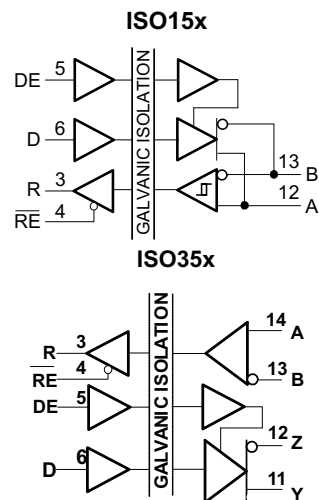 ISO15x
DE 5
GALVANIC ISOLATION
D 6
R 3
RE 4
13 B
12 A
ISO35x
GALVANIC ISOLATION
14 A
R 3
RE 4
13 B
DE 5
12 Z
D 6
11 Y